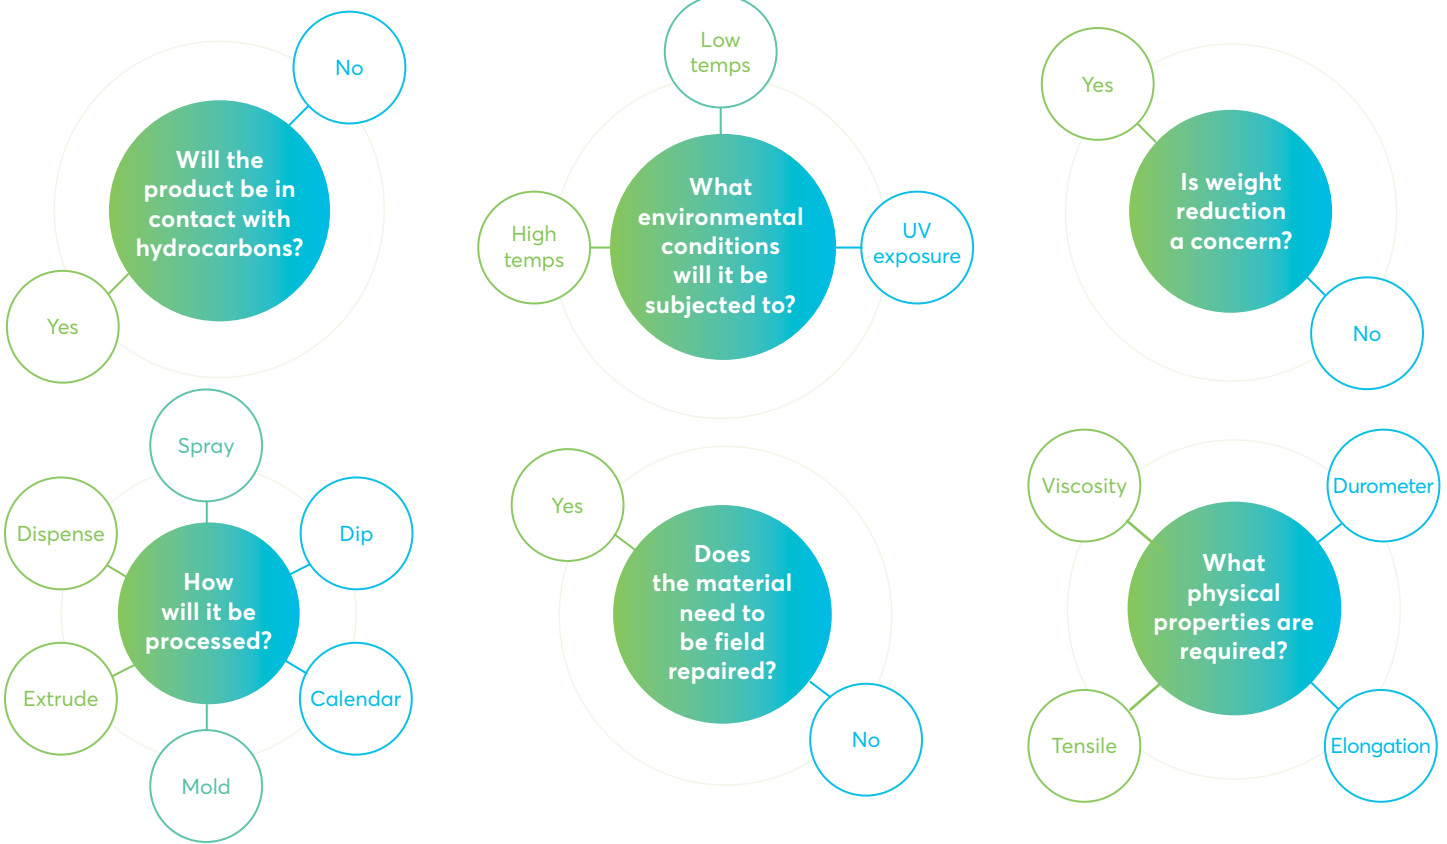 No
Will the
product be in
contact with
hydrocarbons?
Yes
Low
temps
High
temps
What
environmental
conditions
will it be
subjected to?
UV
exposure
Yes
Is weight
reduction
a concern?
No
Spray
Dispense
Dip
How
will it be
processed?
Extrude
Calendar
Mold
Yes
Does
the material
need to
be field
repaired?
No
Viscosity
Durometer
What
physical
properties are
required?
Tensile
Elongation